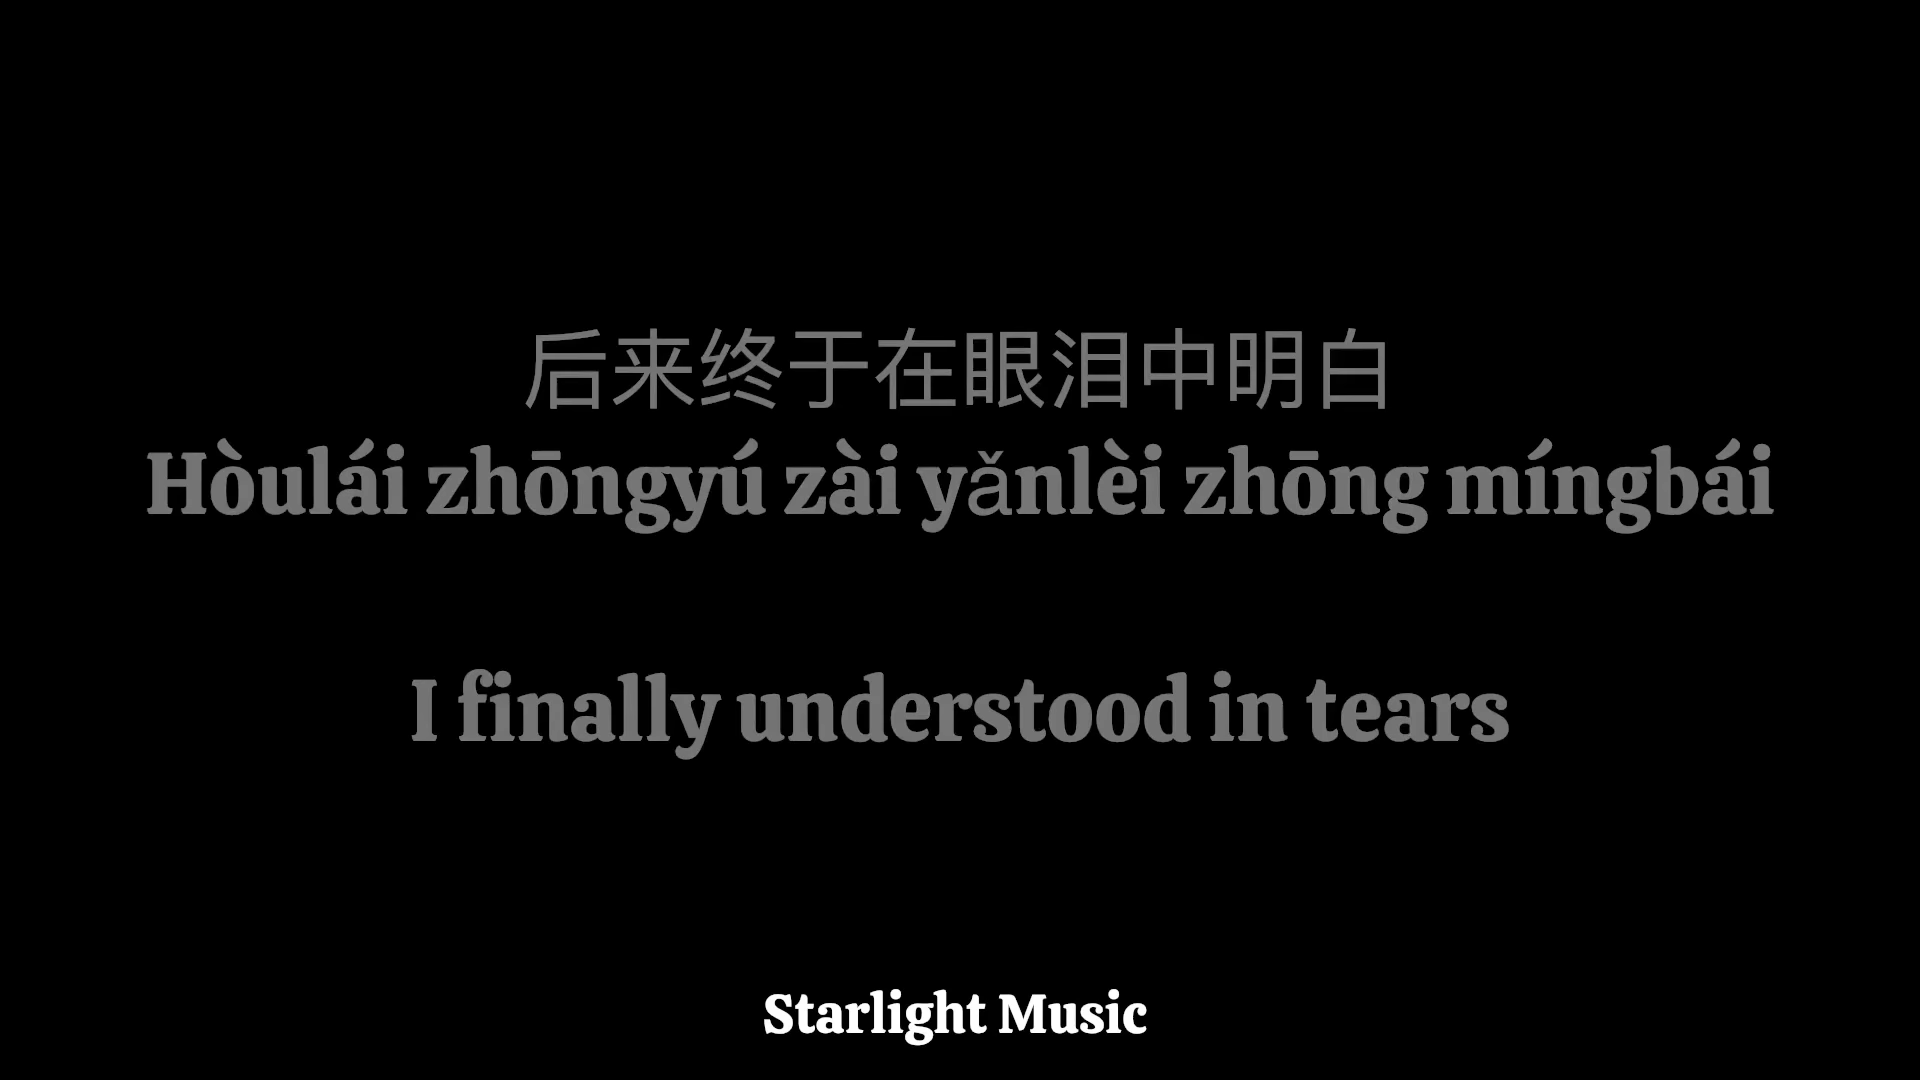 后来终于在眼泪中明白
Hòulái zhōngyú zài yǎnlèi zhōng míngbái
I finally understood in tears
Starlight Music